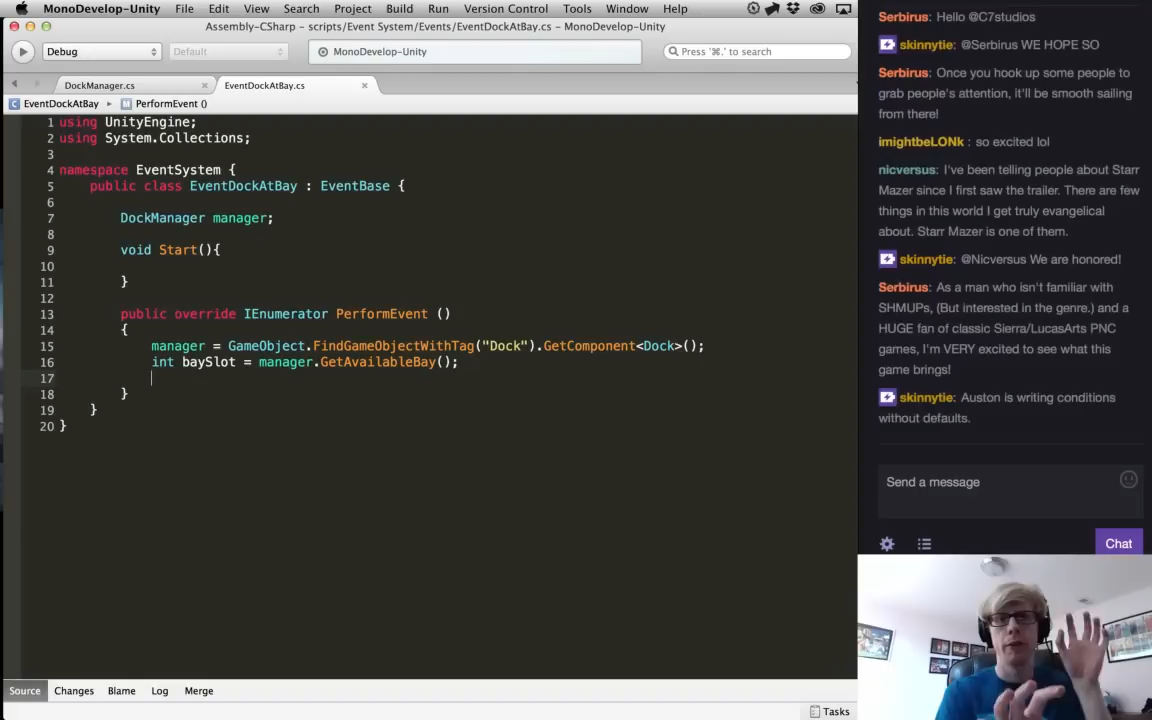 MonoDevelop-Unity File Edit View Search Project Build Run Version Control Tools Window Help
Assembly-CSharp – scripts/Event System/Events/EventDockAtBay.cs – MonoDevelop-Unity
Debug Default MonoDevelop-Unity Press '⌘.' to search
DockManager.cs EventDockAtBay.cs
EventDockAtBay PerformEvent ()
1 using UnityEngine;
2 using System.Collections;
3
4 namespace EventSystem {
5 public class EventDockAtBay : EventBase {
6
7 DockManager manager;
8
9 void Start(){
10
11 }
12
13 public override IEnumerator PerformEvent ()
14 {
15 manager = GameObject.FindGameObjectWithTag("Dock").GetComponent<Dock>();
16 int baySlot = manager.GetAvailableBay();
17
18 }
19 }
20 }
Source Changes Blame Log Merge
Tasks
Serbirus: Hello @C7studios
skinnytie: @Serbirus WE HOPE SO
Serbirus: Once you hook up some people to
grab people's attention, it'll be smooth sailing
from there!
imightbeLONk : so excited lol
nicversus: I've been telling people about Starr
Mazer since I first saw the trailer. There are few
things in this world I get truly evangelical
about. Starr Mazer is one of them.
skinnytie: @Nicversus We are honored!
Serbirus: As a man who isn't familiar with
SHMUPs, (But interested in the genre.) and a
HUGE fan of classic Sierra/LucasArts PNC
games, I'm VERY excited to see what this
game brings!
skinnytie: Auston is writing conditions
without defaults.
Send a message
Chat